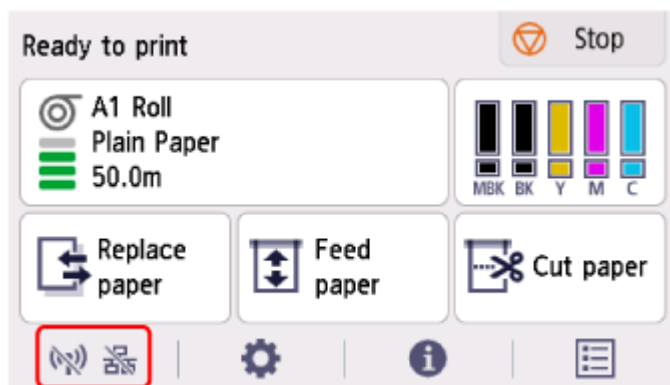 Ready to print
Stop
A1 Roll
Plain Paper
50.0m
MBK BK Y M C
Replace
paper
Feed
paper
Cut paper